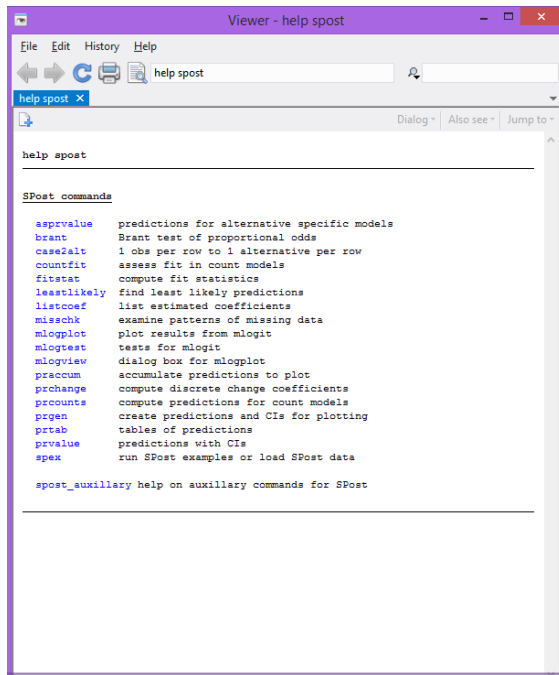 Viewer - help spost
File Edit History Help
help spost
help spost
Dialog Also see Jump to
help spost
SPost commands
asprvalue predictions for alternative specific models
brant Brant test of proportional odds
case2alt 1 obs per row to 1 alternative per row
countfit assess fit in count models
fitstat compute fit statistics
leastlikely find least likely predictions
listcoef list estimated coefficients
misschk examine patterns of missing data
mlogplot plot results from mlogit
mlogtest tests for mlogit
mlogview dialog box for mlogplot
praccum accumulate predictions to plot
prchange compute discrete change coefficients
prcounts compute predictions for count models
prgen create predictions and CIs for plotting
prtab tables of predictions
prvalue predictions with CIs
spex run SPost examples or load SPost data
spost_auxillary help on auxillary commands for SPost